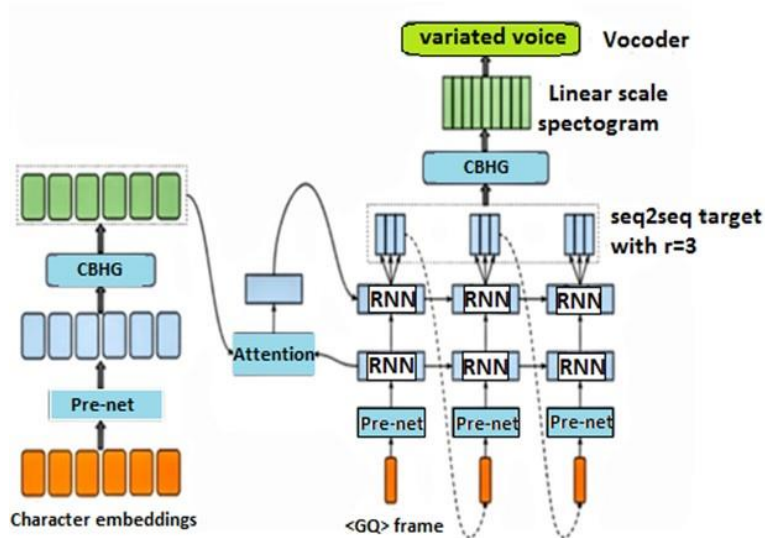 variated voice
Vocoder
Linear scale
spectogram
CBHG
seq2seq target
with r=3
CBHG
RNN
RNN
RNN
Attention
RNN
RNN
RNN
Pre-net
Pre-net
Pre-net
Pre-net
Character embeddings
<GQ> frame